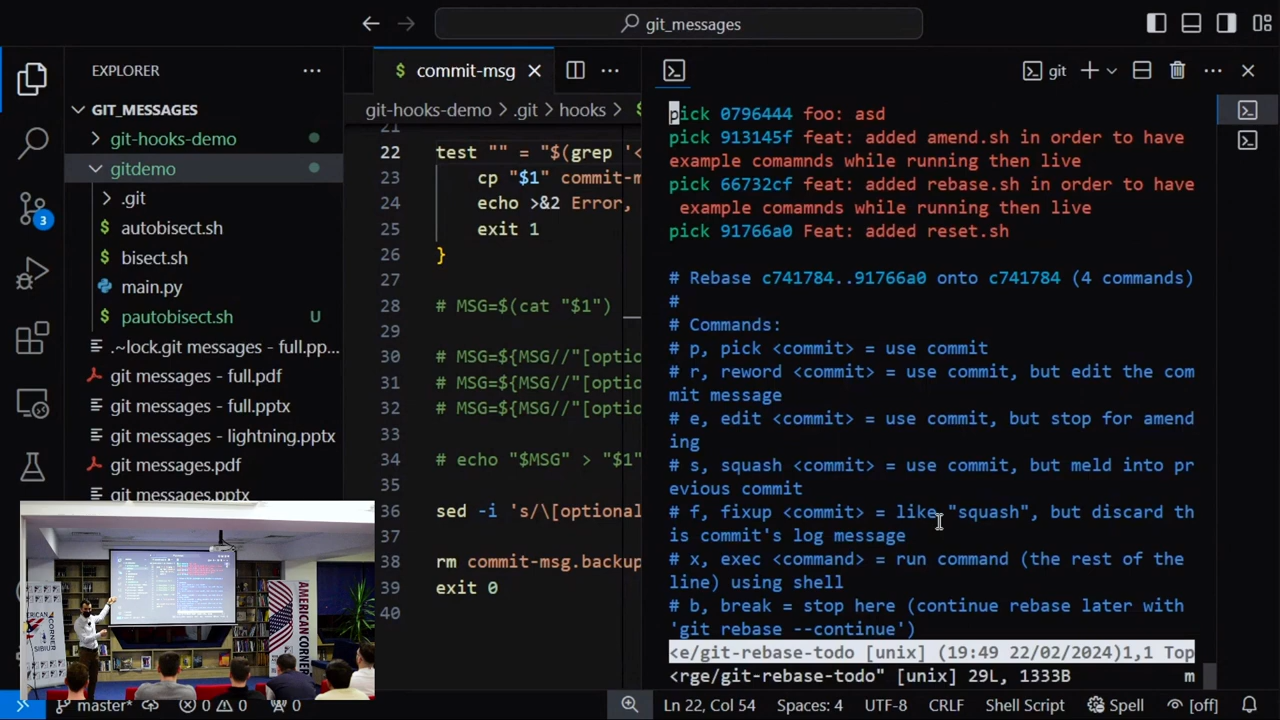 git_messages
EXPLORER
GIT_MESSAGES
git-hooks-demo
gitdemo
.git
autobisect.sh
bisect.sh
main.py
pautobisect.sh U
.~lock.git messages - full.pp...
git messages - full.pdf
git messages - full.pptx
git messages - lightning.pptx
git messages.pdf
git messages.pptx
3
$ commit-msg
git-hooks-demo > .git > hooks > $
21
22 test "" = "$(grep '<
23 cp "$1" commit-m
24 echo >&2 Error,
25 exit 1
26 }
27
28 # MSG=$(cat "$1")
29
30 # MSG=${MSG//"[optio
31 # MSG=${MSG//"[optio
32 # MSG=${MSG//"[optio
33
34 # echo "$MSG" > "$1"
35
36 sed -i 's/\[optional
37
38 rm commit-msg.backup
39 exit 0
40
git
pick 0796444 foo: asd
pick 913145f feat: added amend.sh in order to have
example comamnds while running then live
pick 66732cf feat: added rebase.sh in order to have
example comamnds while running then live
pick 91766a0 Feat: added reset.sh
# Rebase c741784..91766a0 onto c741784 (4 commands)
#
# Commands:
# p, pick <commit> = use commit
# r, reword <commit> = use commit, but edit the com
mit message
# e, edit <commit> = use commit, but stop for amend
ing
# s, squash <commit> = use commit, but meld into pr
evious commit
# f, fixup <commit> = like "squash", but discard th
is commit's log message
# x, exec <command> = run command (the rest of the
line) using shell
# b, break = stop here (continue rebase later with
'git rebase --continue')
<e/git-rebase-todo [unix] (19:49 22/02/2024)1,1 Top
<rge/git-rebase-todo" [unix] 29L, 1333B m
AMERICAN CORNER
CORNER
SIBIU
master* 0 0 0 Ln 22, Col 54 Spaces: 4 UTF-8 CRLF Shell Script Spell [off]